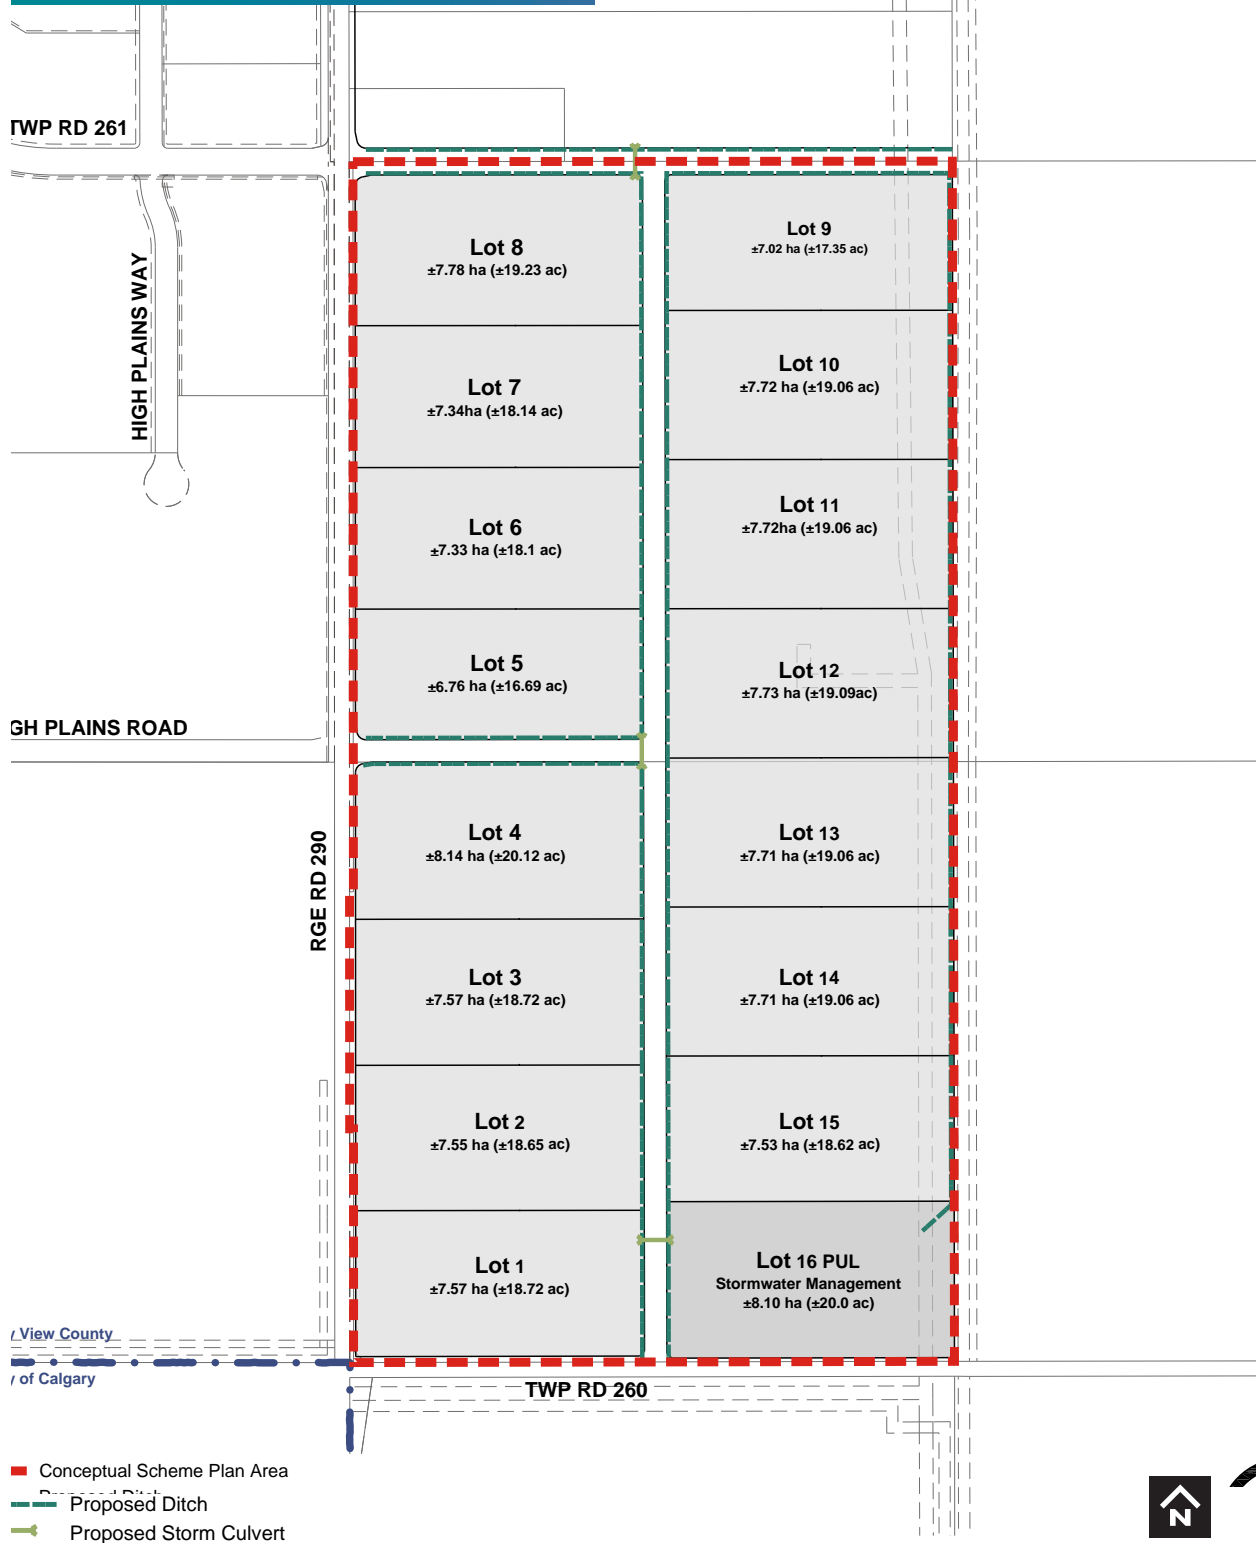 TWP RD 261
HIGH PLAINS WAY
Lot 8
±7.78 ha (±19.23 ac)
Lot 9
±7.02 ha (±17.35 ac)
Lot 7
±7.34ha (±18.14 ac)
Lot 10
±7.72 ha (±19.06 ac)
Lot 6
±7.33 ha (±18.1 ac)
Lot 11
±7.72ha (±19.06 ac)
Lot 5
±6.76 ha (±16.69 ac)
Lot 12
±7.73 ha (±19.09ac)
GH PLAINS ROAD
RGE RD 290
Lot 4
±8.14 ha (±20.12 ac)
Lot 13
±7.71 ha (±19.06 ac)
Lot 3
±7.57 ha (±18.72 ac)
Lot 14
±7.71 ha (±19.06 ac)
Lot 2
±7.55 ha (±18.65 ac)
Lot 15
±7.53 ha (±18.62 ac)
Lot 1
±7.57 ha (±18.72 ac)
Lot 16 PUL
Stormwater Management
±8.10 ha (±20.0 ac)
y View County
y of Calgary
TWP RD 260
Conceptual Scheme Plan Area
Proposed Ditch
Proposed Storm Culvert
N